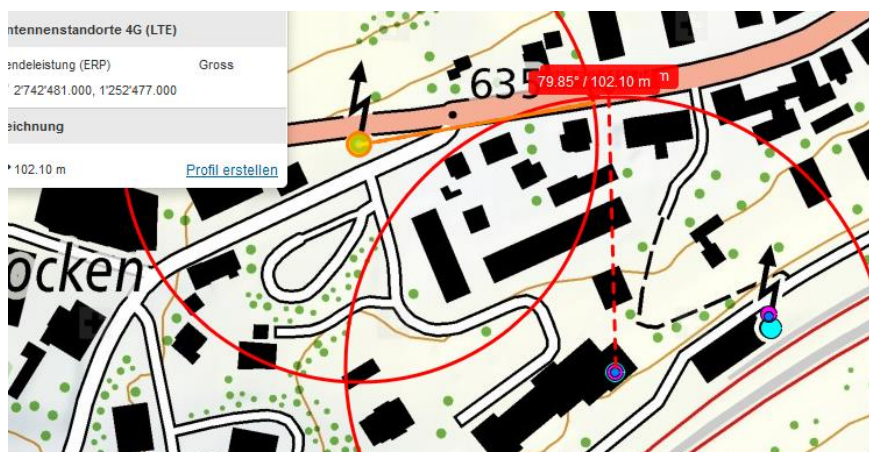 ntennenstandorte 4G (LTE)
endeleistung (ERP) Gross
2'742'481.000, 1'252'477.000
eichnung
102.10 m
Profil erstellen
635
79.85° / 102.10 m
m
ocken